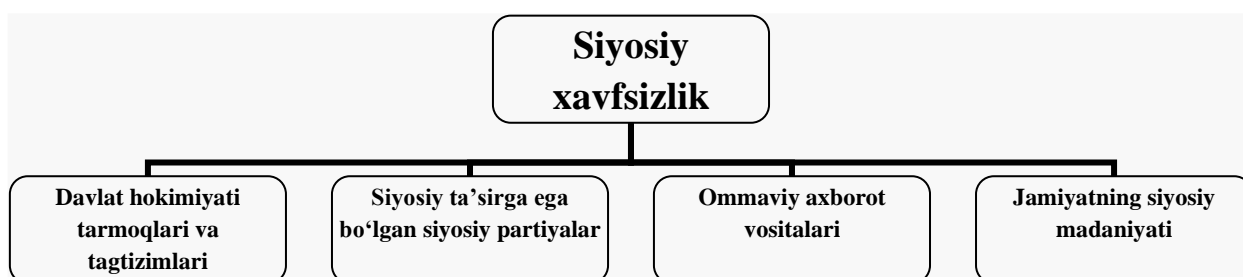 Siyosiy
xavfsizlik
Davlat hokimiyati
tarmoqlari va
tagtizimlari
Siyosiy ta’sirga ega
bo‘lgan siyosiy partiyalar
Ommaviy axborot
vositalari
Jamiyatning siyosiy
madaniyati